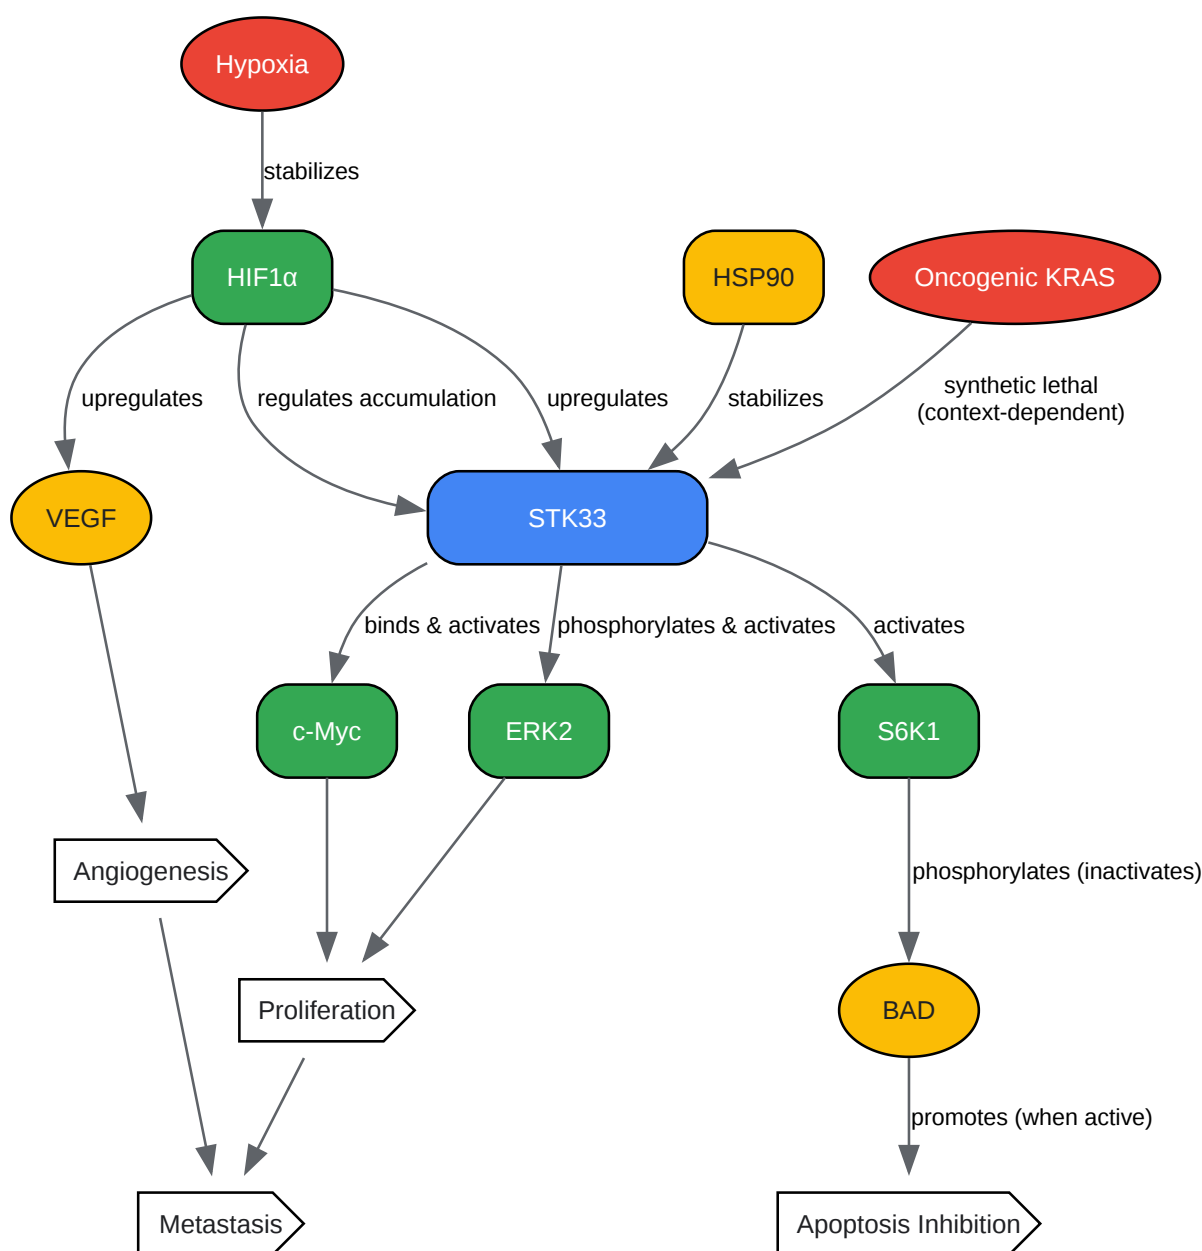 Hypoxia
stabilizes
HIF1α
HSP90
Oncogenic KRAS
upregulates
regulates accumulation
upregulates
stabilizes
synthetic lethal
(context-dependent)
VEGF
STK33
binds & activates
phosphorylates & activates
activates
c-Myc
ERK2
S6K1
Angiogenesis
phosphorylates (inactivates)
Proliferation
BAD
promotes (when active)
Metastasis
Apoptosis Inhibition